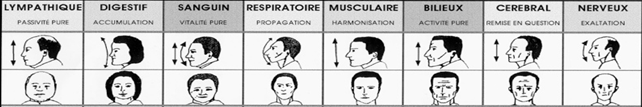 LYMPHATIQUE DIGESTIF SANGUIN RESPIRATOIRE MUSCULAIRE BILIEUX CEREBRAL NERVEUX
PASSIVITÉ PURE ACCUMULATION VITALITE PURE PROPAGATION HARMONISATION ACTIVITE PURE REMISE EN QUESTION EXALTATION